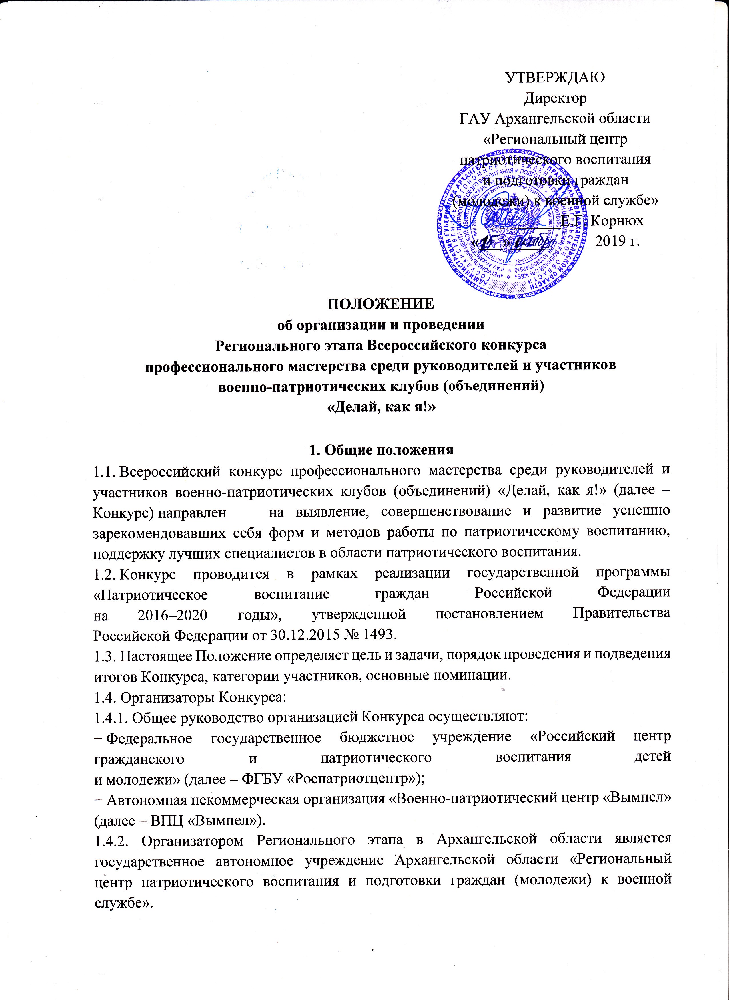 УТВЕРЖДАЮ
Директор
ГАУ Архангельской области
«Региональный центр
патриотического воспитания
и подготовки граждан
(молодежи) к военной службе»
Е.Г. Корнюх
«15» октября 2019 г.
ПОЛОЖЕНИЕ
об организации и проведении
Регионального этапа Всероссийского конкурса
профессионального мастерства среди руководителей и участников
военно-патриотических клубов (объединений)
«Делай, как я!»
1. Общие положения
1.1. Всероссийский конкурс профессионального мастерства среди руководителей и
участников военно-патриотических клубов (объединений) «Делай, как я!» (далее –
Конкурс) направлен на выявление, совершенствование и развитие успешно
зарекомендовавших себя форм и методов работы по патриотическому воспитанию,
поддержку лучших специалистов в области патриотического воспитания.
1.2. Конкурс проводится в рамках реализации государственной программы
«Патриотическое воспитание граждан Российской Федерации
на 2016–2020 годы», утвержденной постановлением Правительства
Российской Федерации от 30.12.2015 № 1493.
1.3. Настоящее Положение определяет цель и задачи, порядок проведения и подведения
итогов Конкурса, категории участников, основные номинации.
1.4. Организаторы Конкурса:
1.4.1. Общее руководство организацией Конкурса осуществляют:
− Федеральное государственное бюджетное учреждение «Российский центр
гражданского и патриотического воспитания детей
и молодежи» (далее – ФГБУ «Роспатриотцентр»);
− Автономная некоммерческая организация «Военно-патриотический центр «Вымпел»
(далее – ВПЦ «Вымпел»).
1.4.2. Организатором Регионального этапа в Архангельской области является
государственное автономное учреждение Архангельской области «Региональный
центр патриотического воспитания и подготовки граждан (молодежи) к военной
службе».